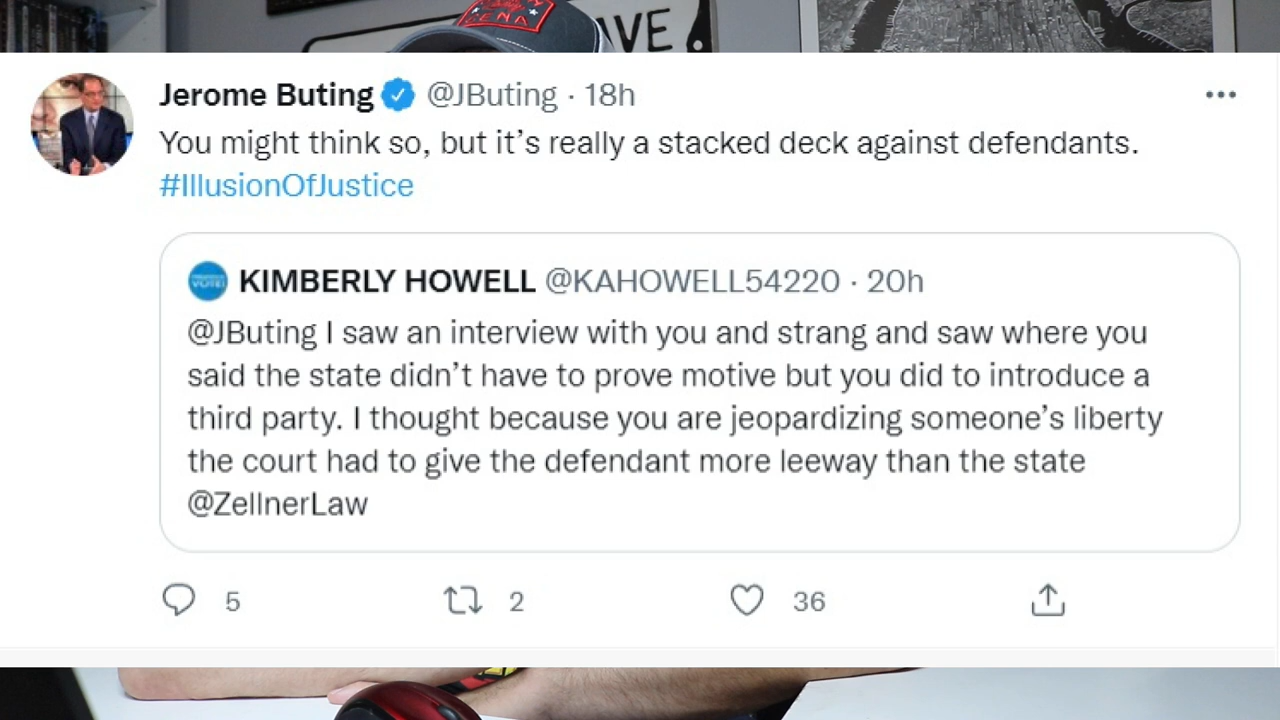 ENA
AVE.
Jerome Buting @JButing · 18h
You might think so, but it’s really a stacked deck against defendants.
#IllusionOfJustice
VOTE!
KIMBERLY HOWELL @KAHOWELL54220 · 20h
@JButing I saw an interview with you and strang and saw where you
said the state didn’t have to prove motive but you did to introduce a
third party. I thought because you are jeopardizing someone’s liberty
the court had to give the defendant more leeway than the state
@ZellnerLaw
5 2 36